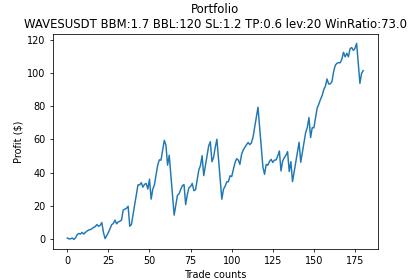 Portfolio
WAVESUSDT BBM:1.7 BBL:120 SL:1.2 TP:0.6 lev:20 WinRatio:73.0
120
100
80
60
40
20
0
Profit ($)
0 25 50 75 100 125 150 175
Trade counts